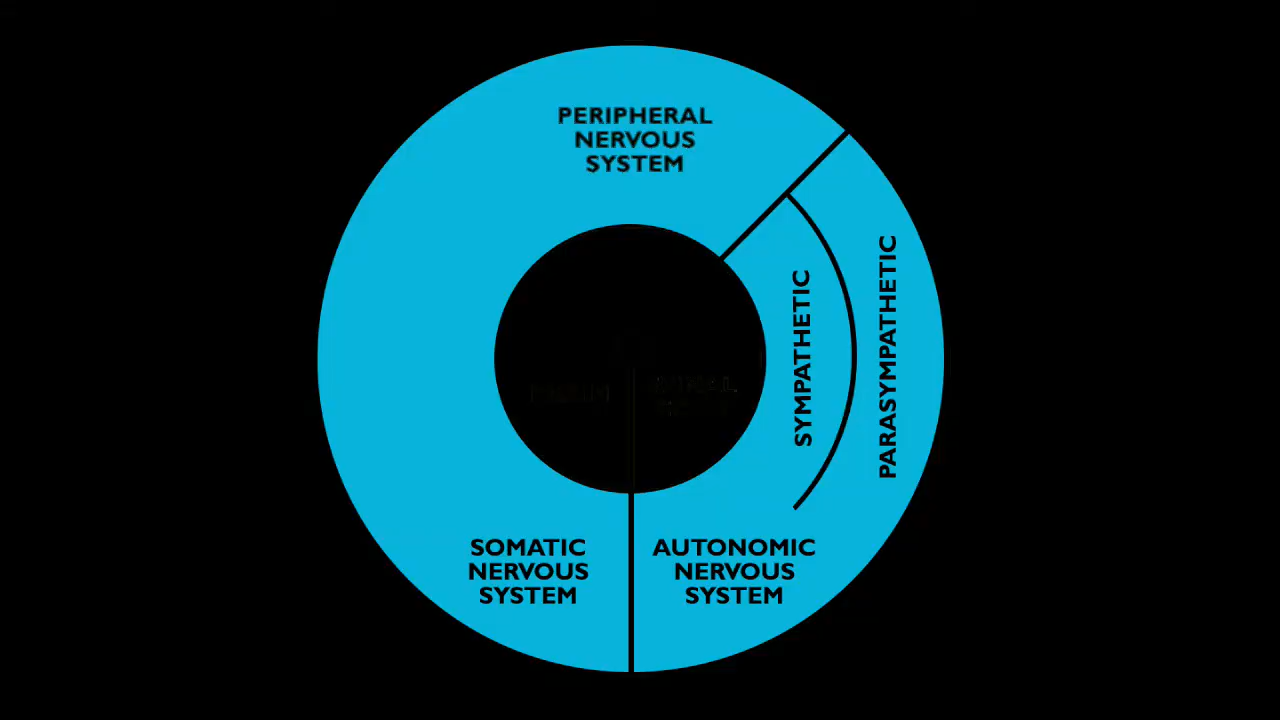 PERIPHERAL
NERVOUS
SYSTEM
SYMPATHETIC
PARASYMPATHETIC
SOMATIC
NERVOUS
SYSTEM
AUTONOMIC
NERVOUS
SYSTEM